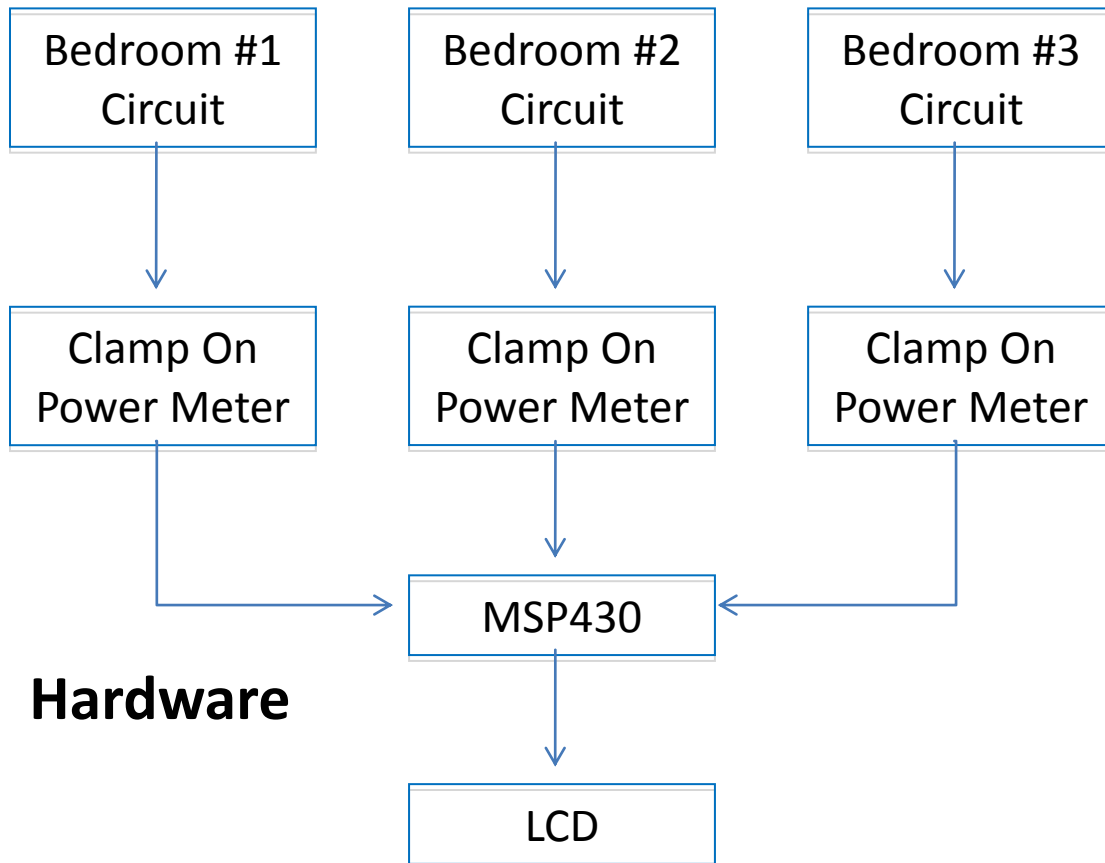 Bedroom #1
Circuit
Bedroom #2
Circuit
Bedroom #3
Circuit
Clamp On
Power Meter
Clamp On
Power Meter
Clamp On
Power Meter
MSP430
Hardware
LCD